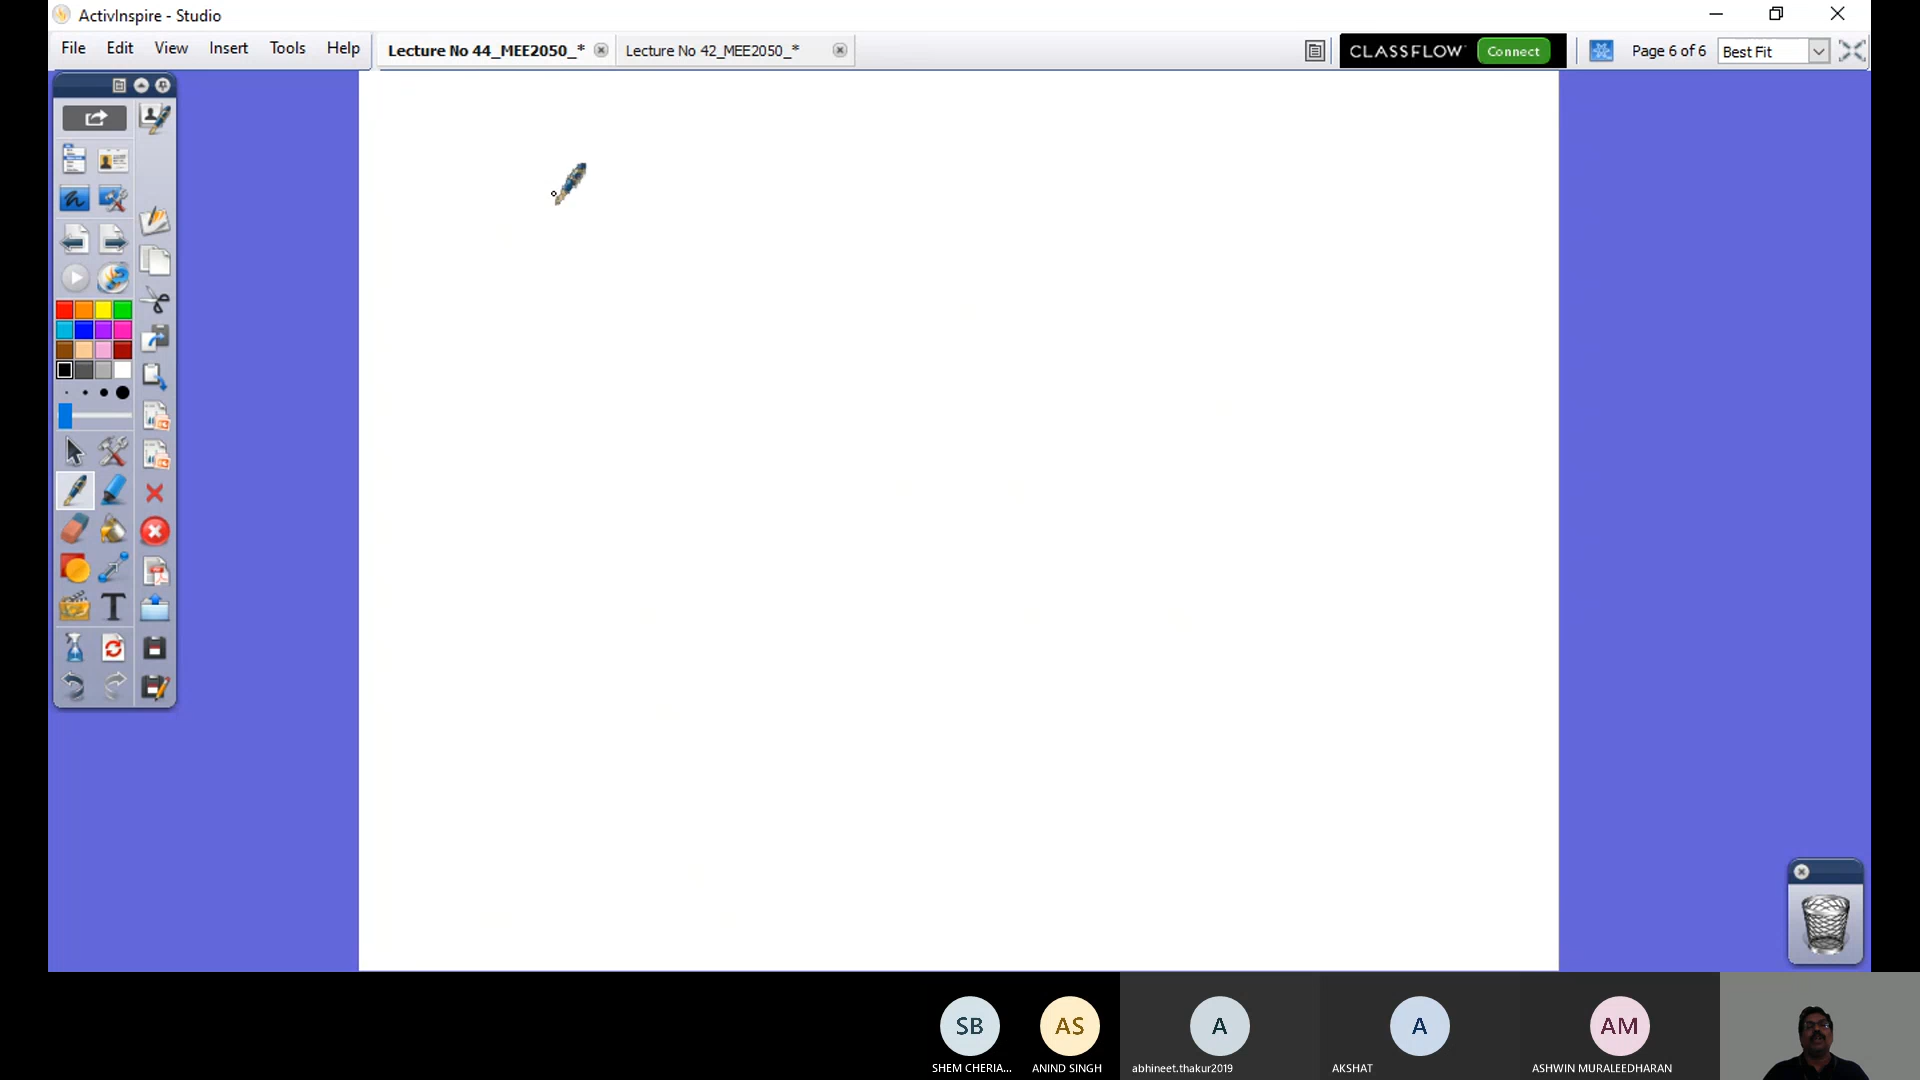 ActivInspire - Studio
File Edit View Insert Tools Help
Lecture No 44_MEE2050_* Lecture No 42_MEE2050_*
CLASSFLOW Connect
Page 6 of 6 Best Fit
T
SB AS A A AM
SHEM CHERIA... ANIND SINGH abhineet.thakur2019 AKSHAT ASHWIN MURALEEDHARAN